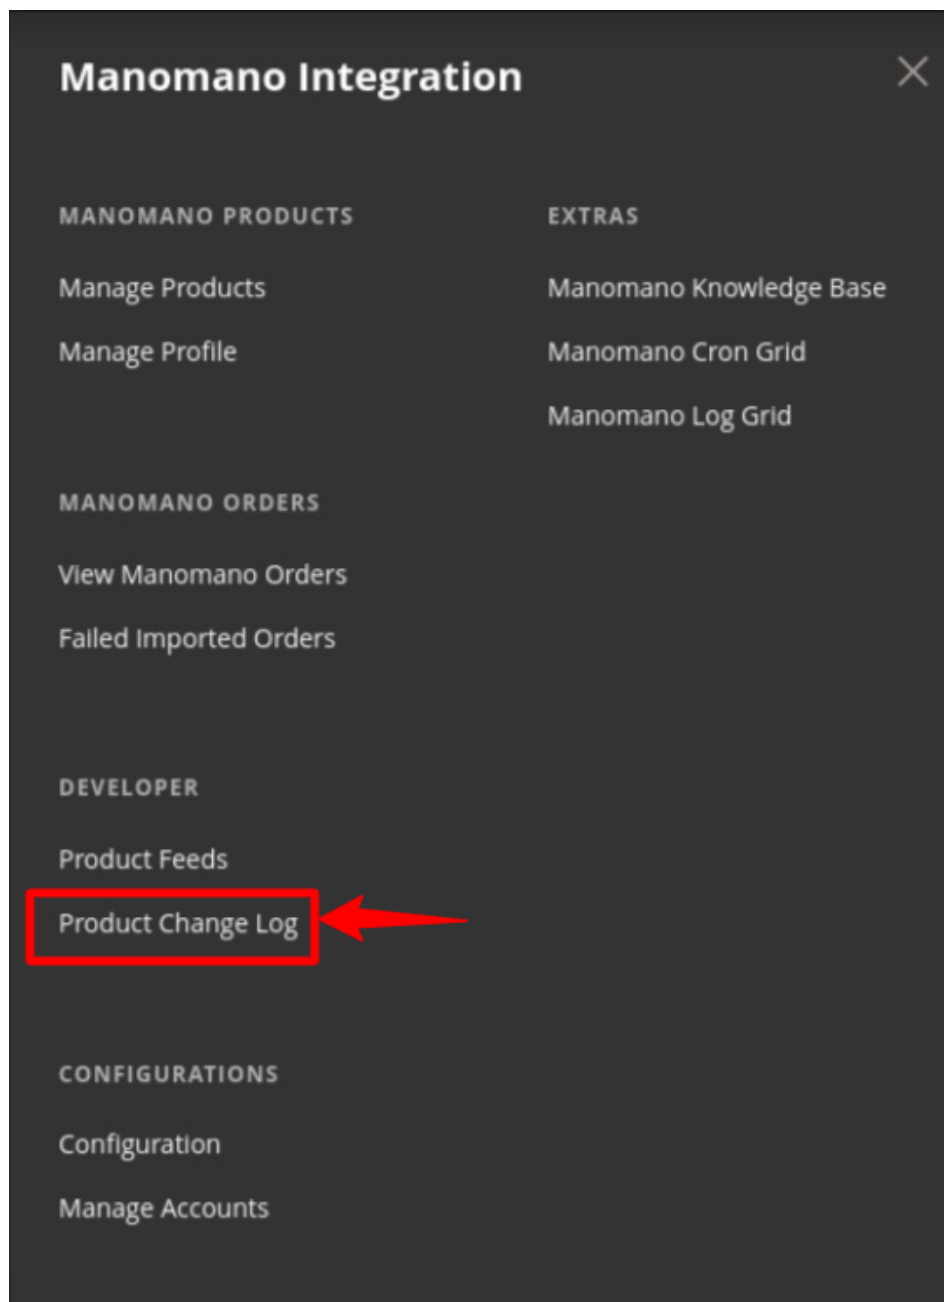 Manomano Integration
MANOMANO PRODUCTS
Manage Products
Manage Profile
MANOMANO ORDERS
View Manomano Orders
Failed Imported Orders
DEVELOPER
Product Feeds
Product Change Log
CONFIGURATIONS
Configuration
Manage Accounts
EXTRAS
Manomano Knowledge Base
Manomano Cron Grid
Manomano Log Grid